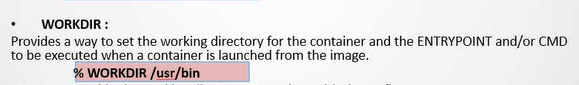 • WORKDIR :
Provides a way to set the working directory for the container and the ENTRYPOINT and/or CMD
to be executed when a container is launched from the image.
% WORKDIR /usr/bin